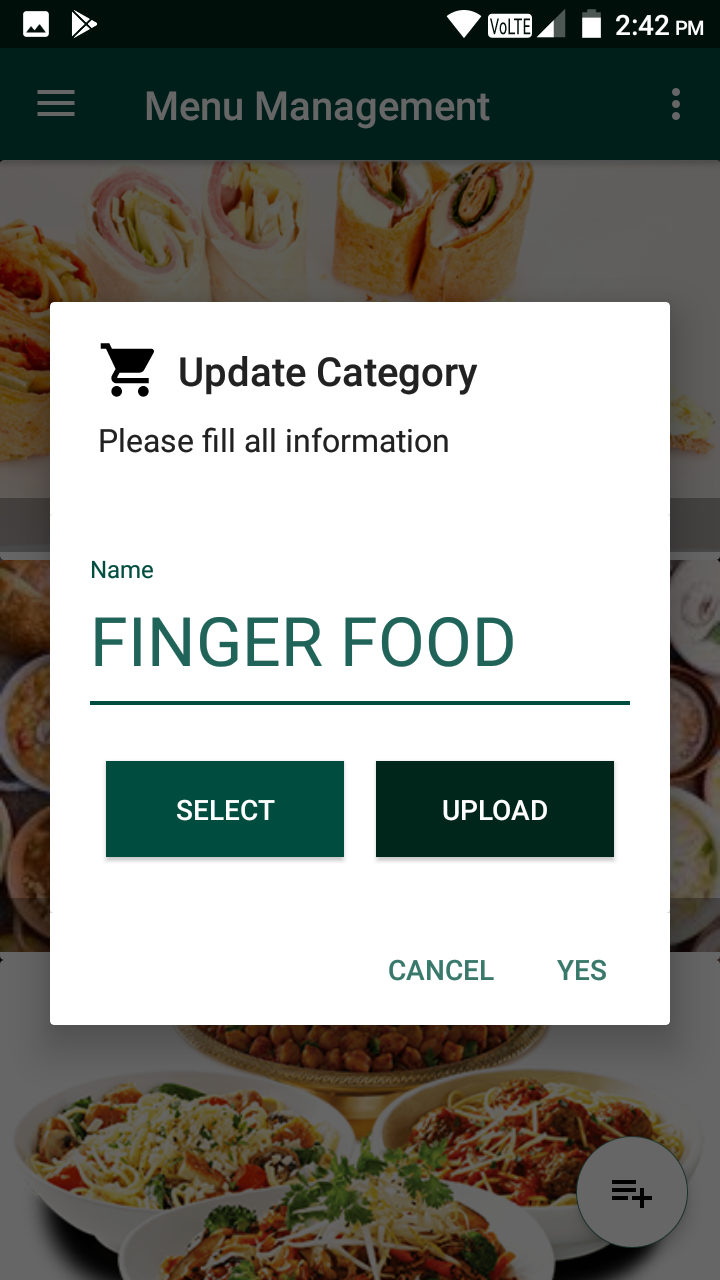 VoLTE 2:42 PM
Menu Management
Update Category
Please fill all information
Name
FINGER FOOD
SELECT UPLOAD
CANCEL YES